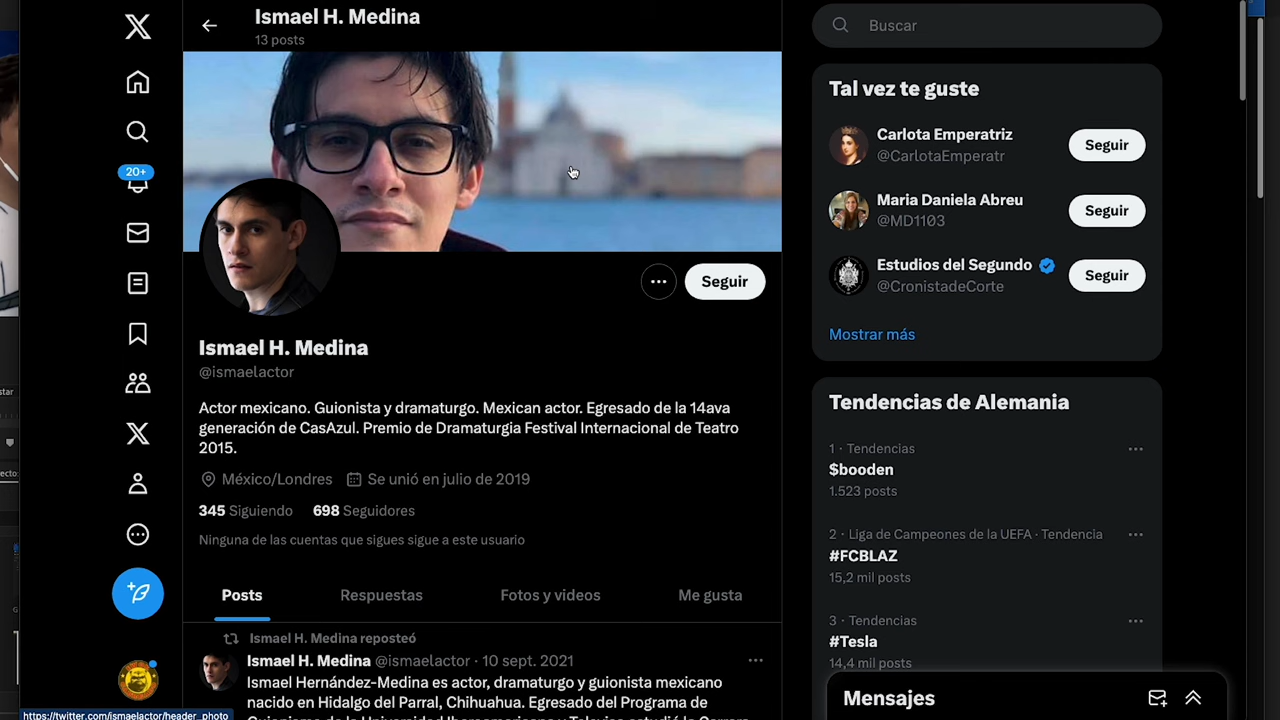 Ismael H. Medina
13 posts
20+
Seguir
Ismael H. Medina
@ismaelactor
Actor mexicano. Guionista y dramaturgo. Mexican actor. Egresado de la 14ava
generación de CasAzul. Premio de Dramaturgia Festival Internacional de Teatro
2015.
México/Londres Se unió en julio de 2019
345 Siguiendo 698 Seguidores
Ninguna de las cuentas que sigues sigue a este usuario
Posts Respuestas Fotos y videos Me gusta
Ismael H. Medina reposteó
Ismael H. Medina @ismaelactor · 10 sept. 2021
Ismael Hernández-Medina es actor, dramaturgo y guionista mexicano
nacido en Hidalgo del Parral, Chihuahua. Egresado del Programa de
Buscar
Tal vez te guste
Carlota Emperatriz
@CarlotaEmperatr
Seguir
Maria Daniela Abreu
@MD1103
Seguir
Estudios del Segundo
@CronistadeCorte
Seguir
Mostrar más
Tendencias de Alemania
1 · Tendencias
$booden
1.523 posts
2 · Liga de Campeones de la UEFA · Tendencia
#FCBLAZ
15,2 mil posts
3 · Tendencias
#Tesla
14,4 mil posts
Mensajes
https://twitter.com/ismaelactor/header_photo